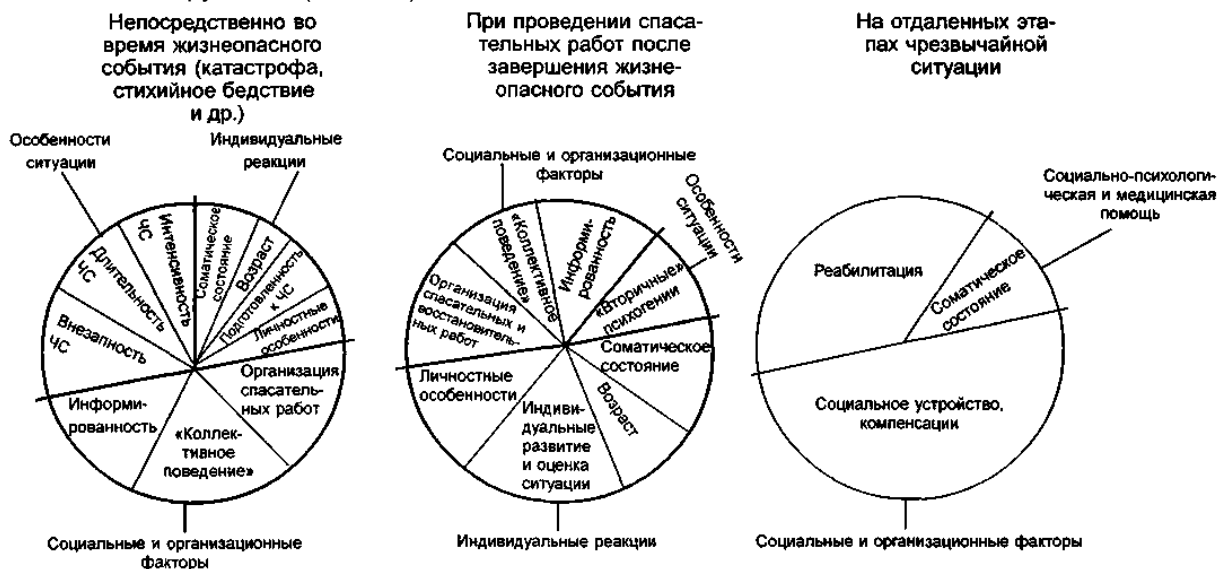 Непосредственно во
время жизнеопасного
события (катастрофа,
стихийное бедствие
и др.)
Особенности
ситуации
Индивидуальные
реакции
Интенсивность
ЧС
Длительность
ЧС
Внезапность
ЧС
Соматическое
состояние
Возраст
Подготовленность
к ЧС
Личностные
особенности
Организация
спасатель-
ных работ
Информи-
рованность
«Коллек-
тивное
поведение»
Социальные и организационные
факторы
При проведении спаса-
тельных работ после
завершения жизне-
опасного события
Социальные и организационные
факторы
Особенности
ситуации
«Коллективное
поведение»
Информи-
рованность
«Вторичные»
психогении
Организация
спасательных и
восстановитель-
ных работ
Соматическое
состояние
Личностные
особенности
Возраст
Индиви-
дуальные
развитие
и оценка
ситуации
Индивидуальные реакции
На отдаленных эта-
пах чрезвычайной
ситуации
Социально-психологи-
ческая и медицинская
помощь
Реабилитация
Соматическое
состояние
Социальное устройство,
компенсации
Социальные и организационные факторы